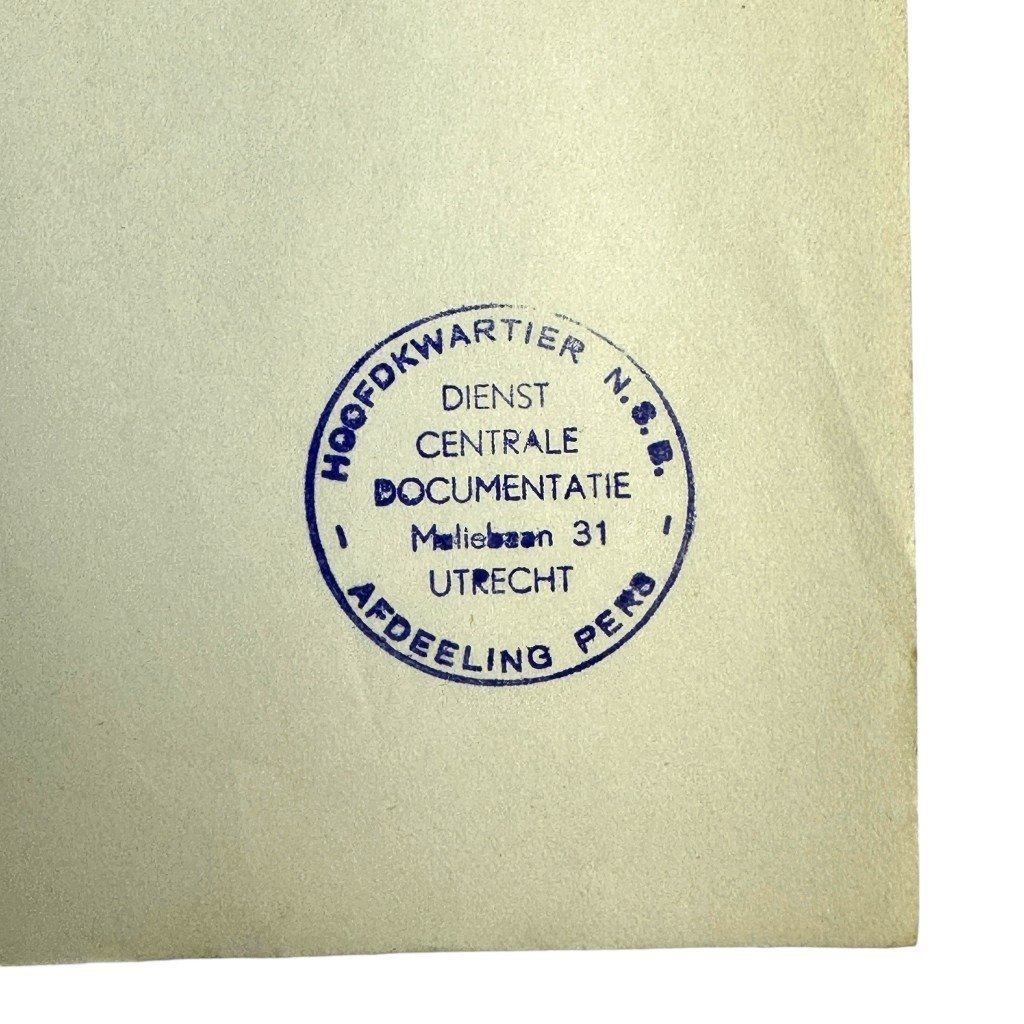 HOOFDKWARTIER N.S.B.
DIENST
CENTRALE
DOCUMENTATIE
Maliebaan 31
UTRECHT
- AFDEELING PERS -